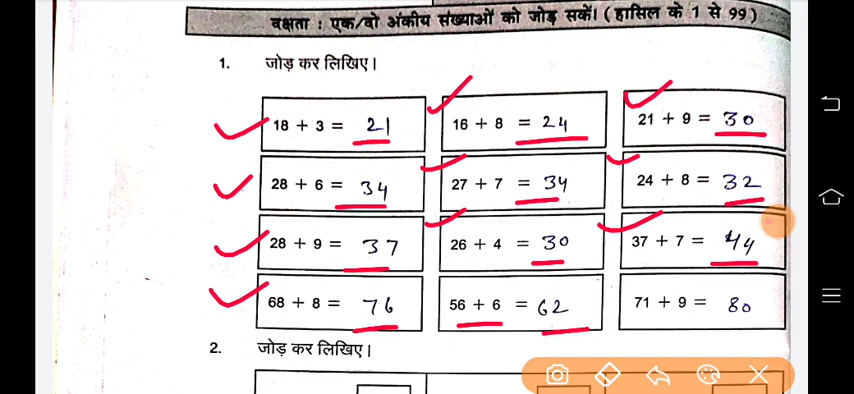 वक्षता : एक/वो अंकीय संख्याओं को जोड़ सकें। (हासिल के 1 से 99)
1. जोड़ कर लिखिए।
18 + 3 = 21 16 + 8 = 24 21 + 9 = 30
28 + 6 = 34 27 + 7 = 34 24 + 8 = 32
28 + 9 = 37 26 + 4 = 30 37 + 7 = 44
68 + 8 = 76 56 + 6 = 62 71 + 9 = 80
2. जोड़ कर लिखिए।